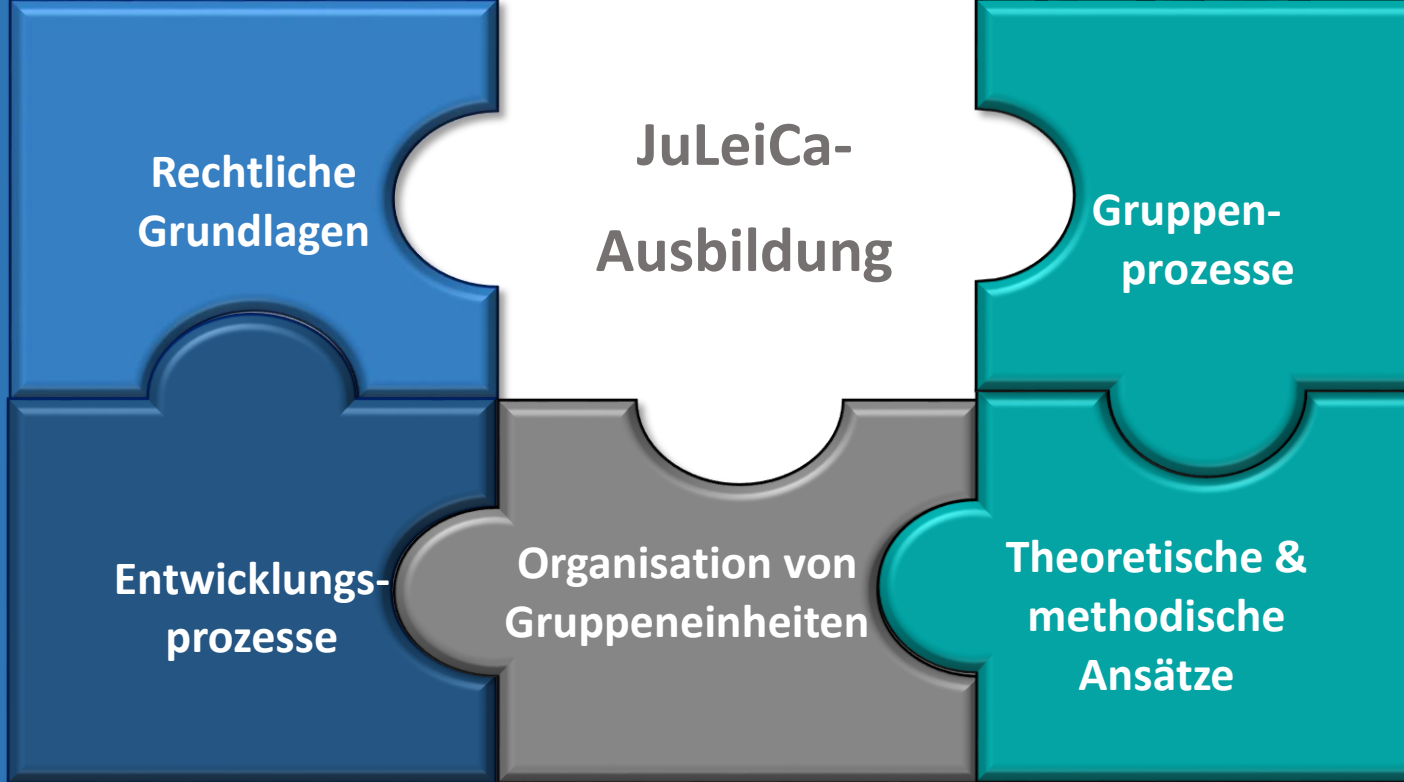 Rechtliche
Grundlagen
JuLeiCa-
Ausbildung
Gruppen-
prozesse
Entwicklungs-
prozesse
Organisation von
Gruppeneinheiten
Theoretische &
methodische
Ansätze